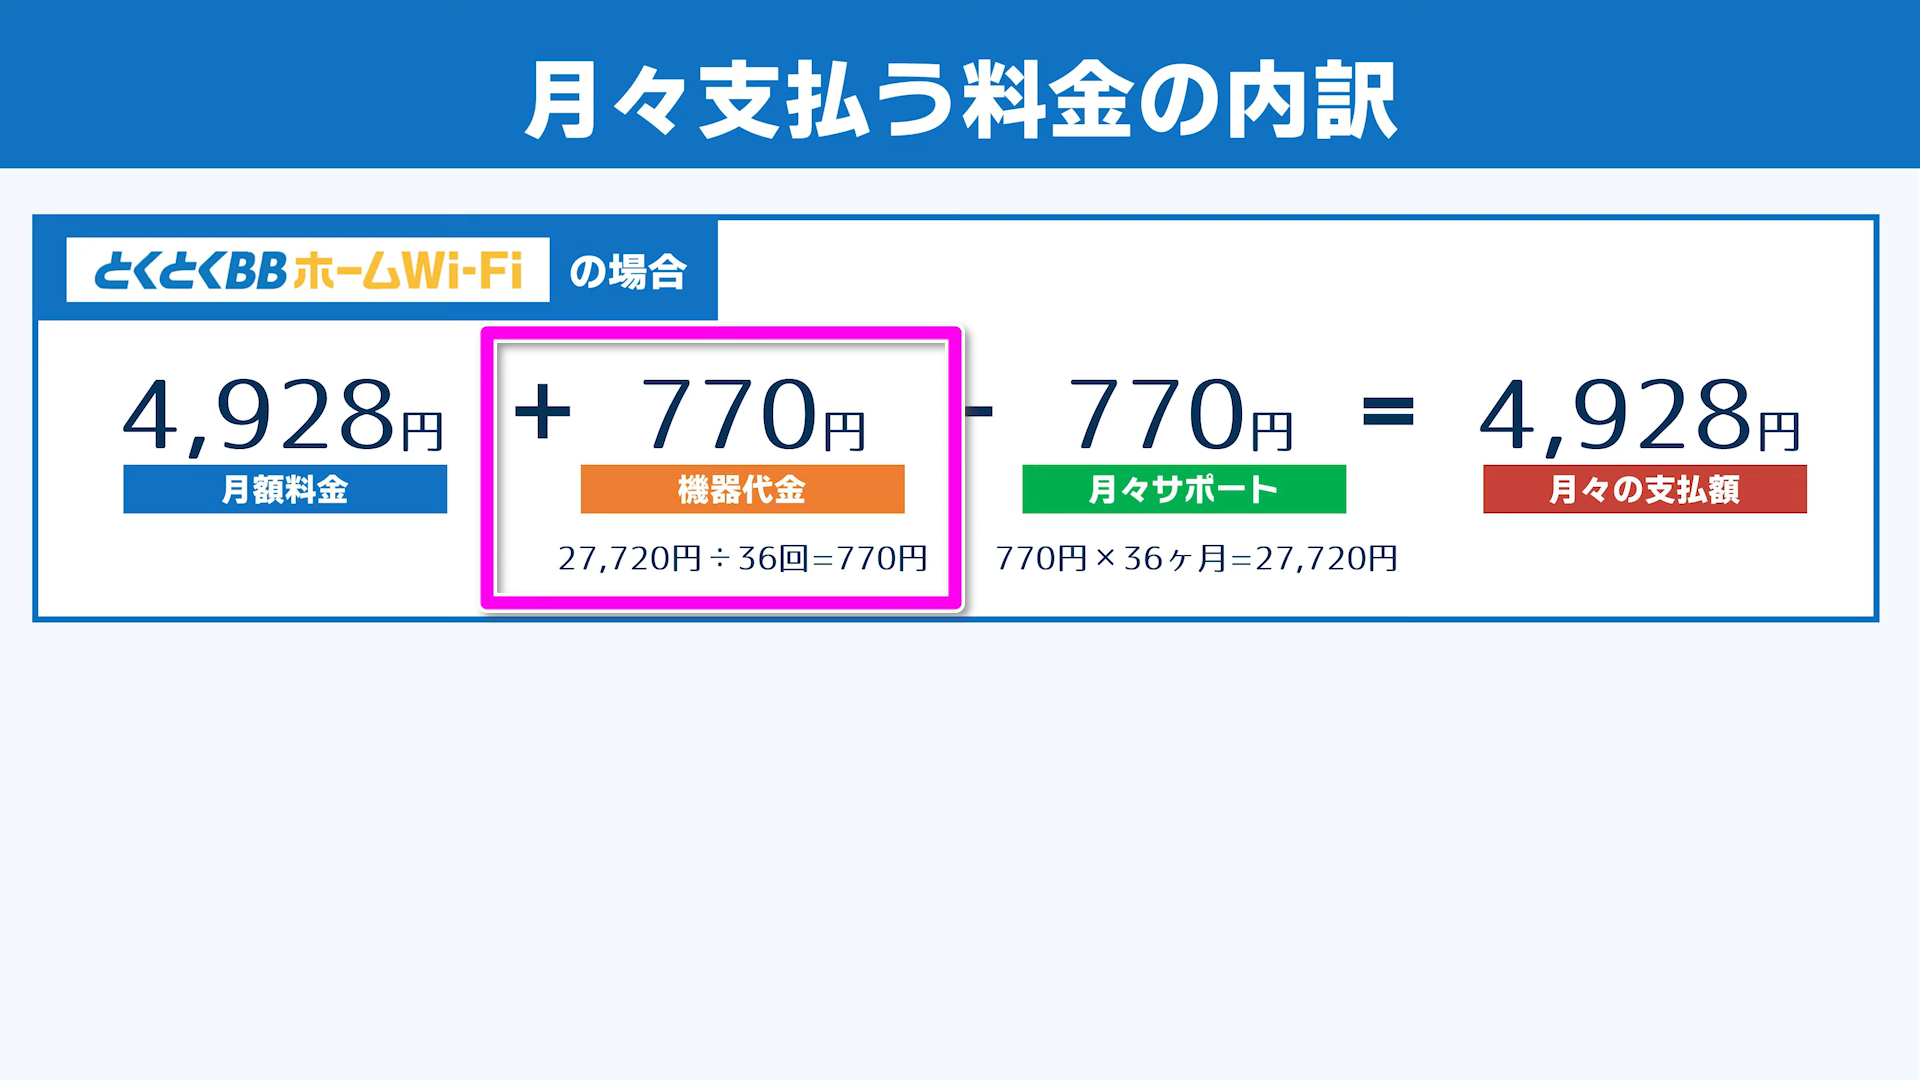 月々支払う料金の内訳
とくとくBBホームWi-Fi の場合
4,928円 + 770円 - 770円 = 4,928円
月額料金 機器代金 月々サポート 月々の支払額
27,720円÷36回=770円 770円×36ヶ月=27,720円